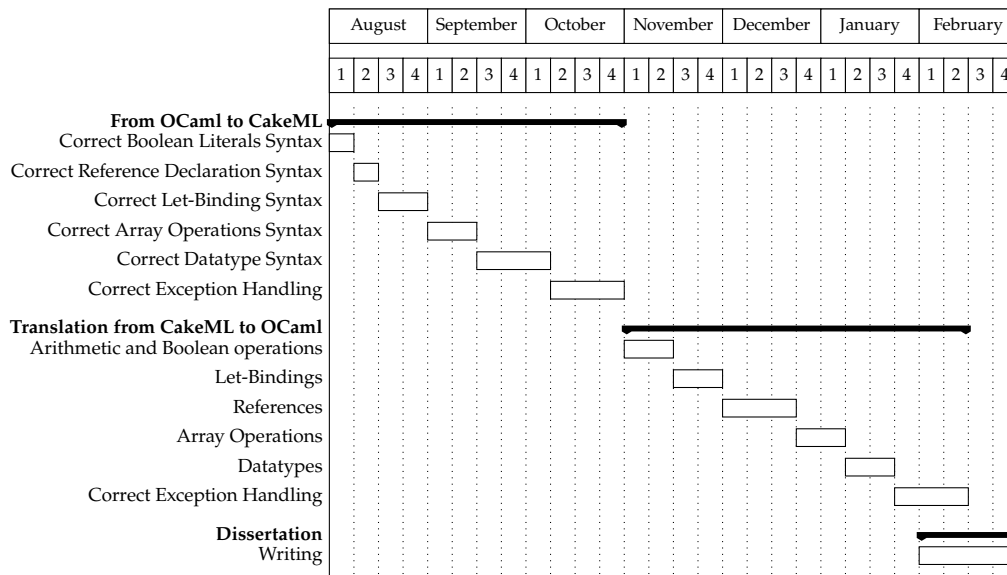 August September October November December January February
1 2 3 4 1 2 3 4 1 2 3 4 1 2 3 4 1 2 3 4 1 2 3 4 1 2 3 4
From OCaml to CakeML
Correct Boolean Literals Syntax
Correct Reference Declaration Syntax
Correct Let-Binding Syntax
Correct Array Operations Syntax
Correct Datatype Syntax
Correct Exception Handling
Translation from CakeML to OCaml
Arithmetic and Boolean operations
Let-Bindings
References
Array Operations
Datatypes
Correct Exception Handling
Dissertation
Writing